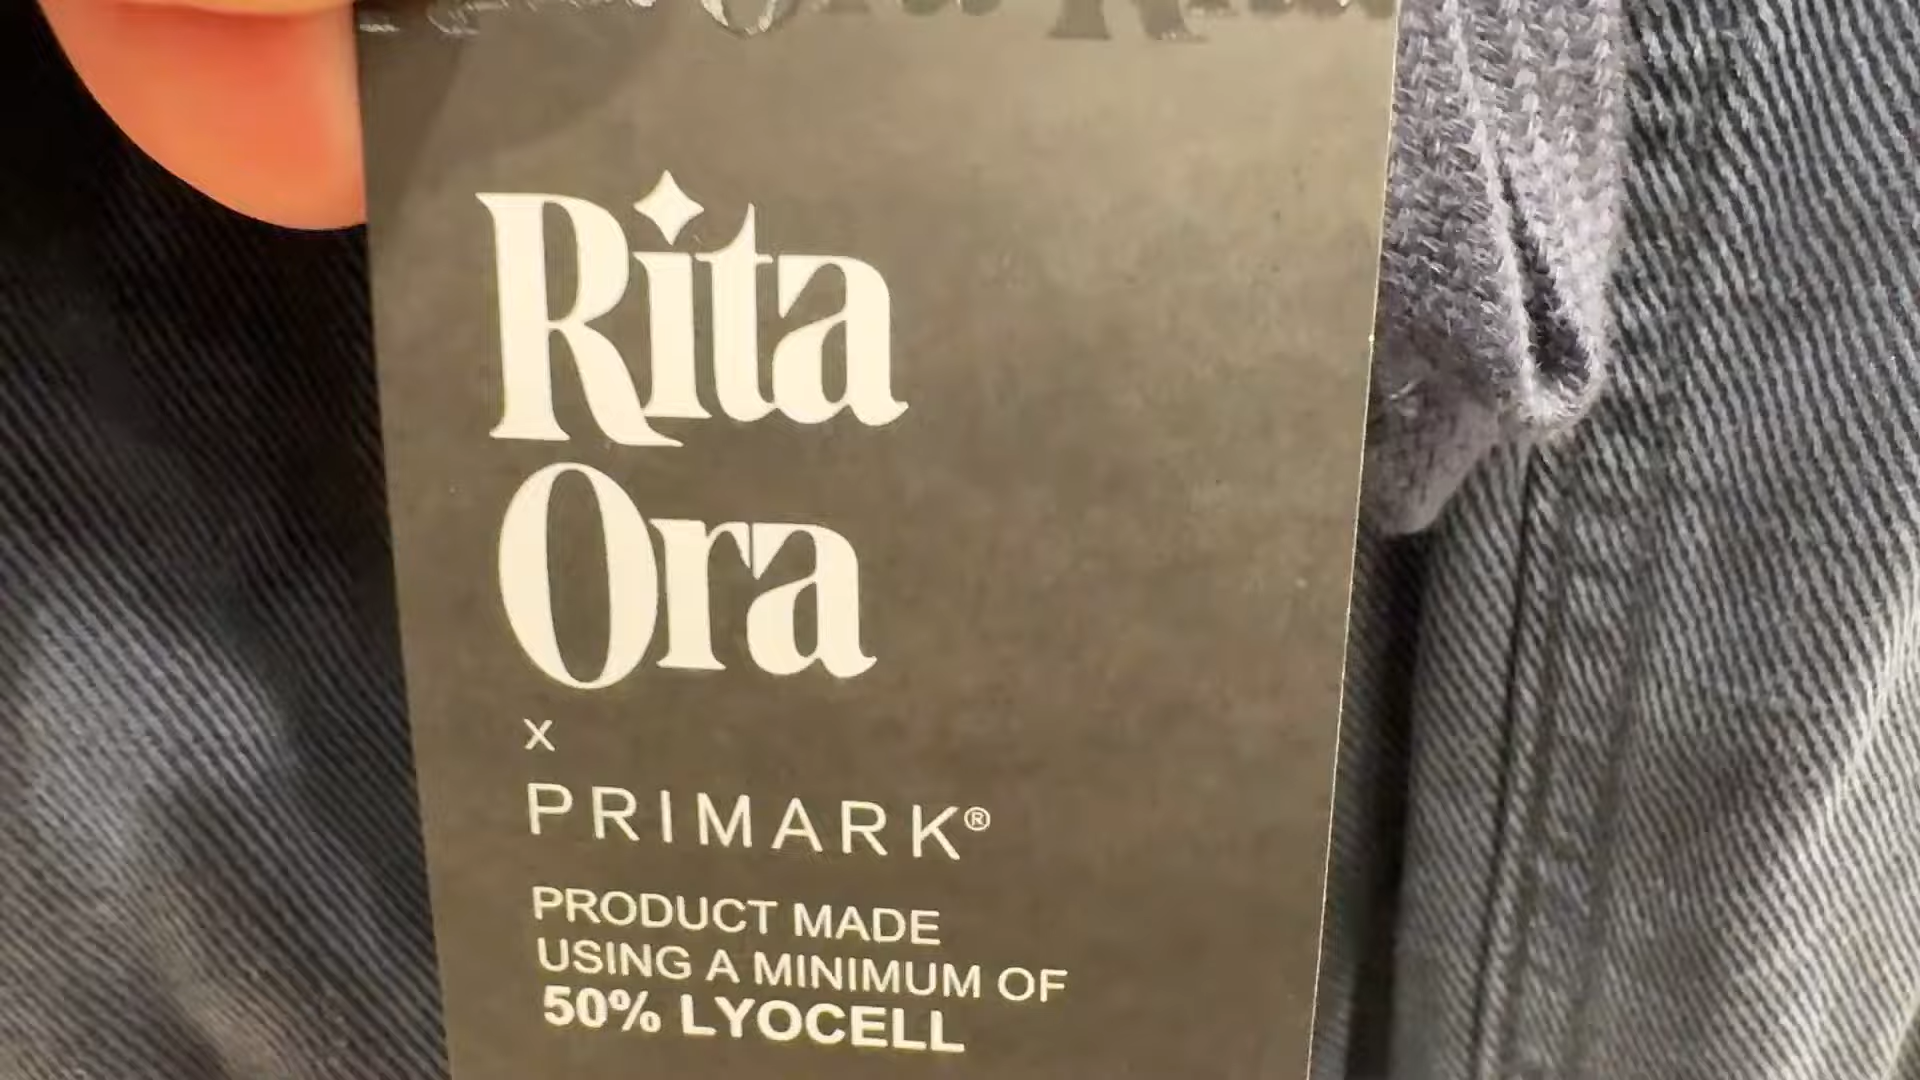 Rita
Ora
x
PRIMARK®
PRODUCT MADE
USING A MINIMUM OF
50% LYOCELL